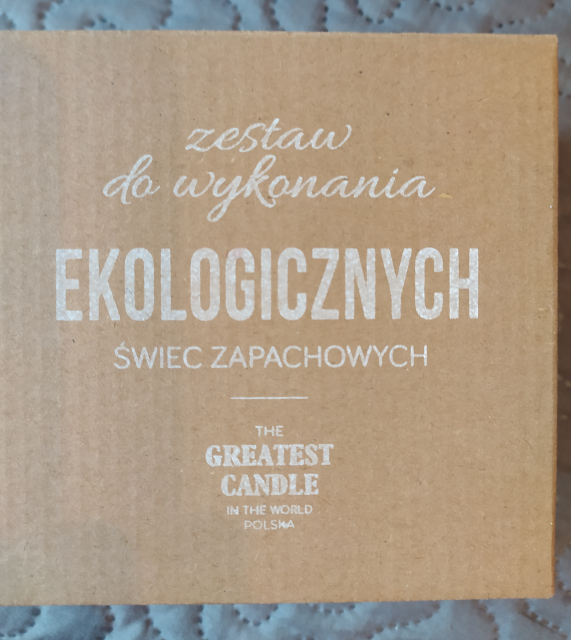 zestaw
do wykonania
EKOLOGICZNYCH
ŚWIEC ZAPACHOWYCH
THE
GREATEST
CANDLE
IN THE WORLD
POLSKA